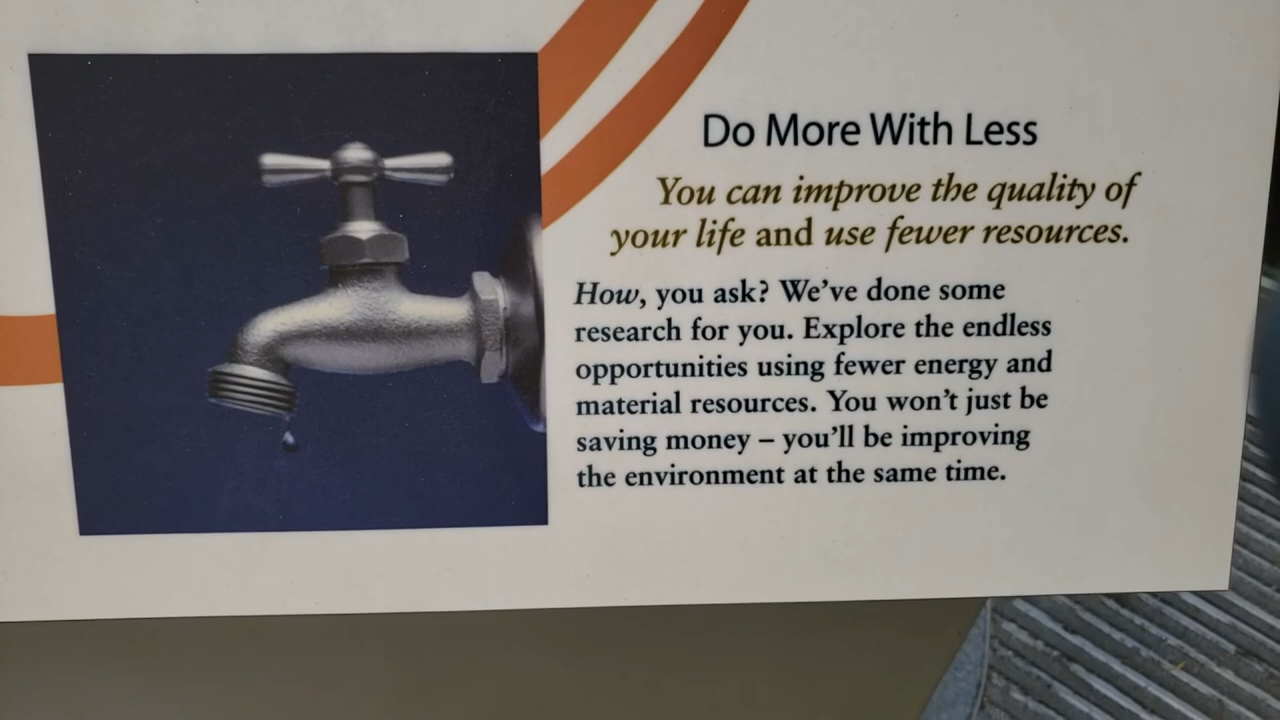 Do More With Less
You can improve the quality of
your life and use fewer resources.
How, you ask? We've done some
research for you. Explore the endless
opportunities using fewer energy and
material resources. You won't just be
saving money – you'll be improving
the environment at the same time.